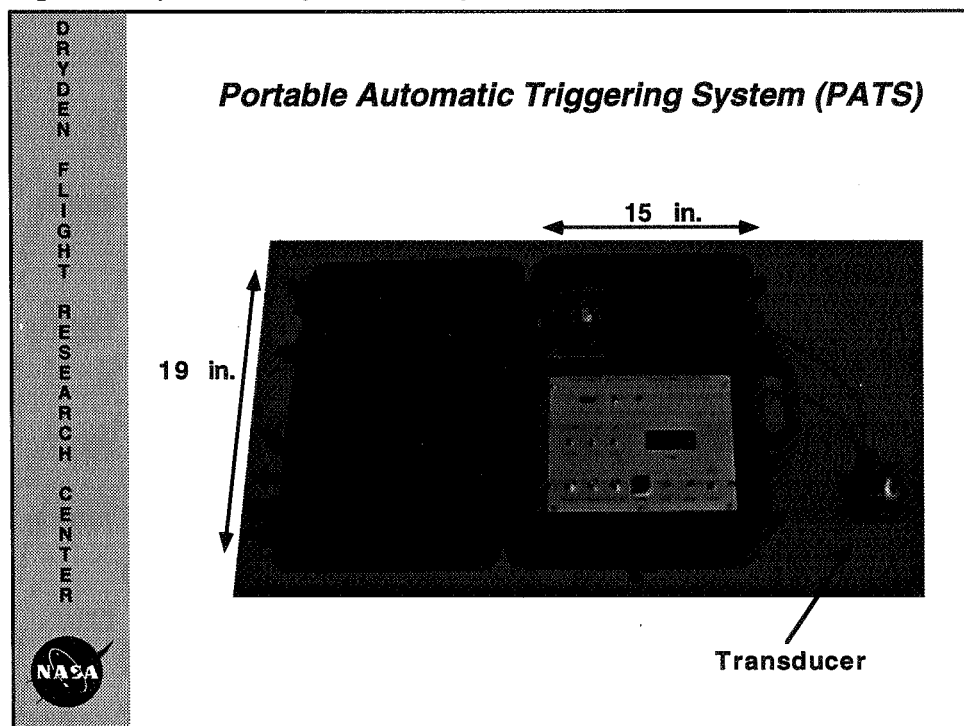 DRYDEN FLIGHT RESEARCH CENTER
Portable Automatic Triggering System (PATS)
15 in.
19 in.
Transducer
NASA